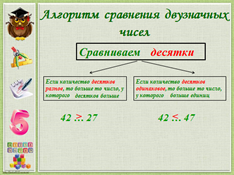 Алгоритм сравнения двузначных
чисел
Сравниваем десятки
Если количество десятков
разное, то больше то число, у
которого десятков больше
Если количество десятков
одинаковое, то больше то число,
у которого больше единиц
42 > 27
42 < 47